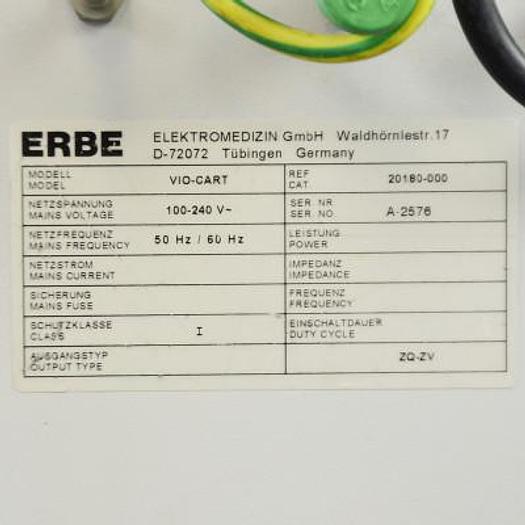 ERBE ELEKTROMEDIZIN GmbH Waldhörnlestr. 17
D-72072 Tübingen Germany
MODELL
MODEL VIO-CART
REF
CAT 20180-000
NETZSPANNUNG
MAINS VOLTAGE 100-240 V~
SER. NR
SER. NO. A-2576
NETZFREQUENZ
MAINS FREQUENCY 50 Hz / 60 Hz
LEISTUNG
POWER
NETZSTROM
MAINS CURRENT
IMPEDANZ
IMPEDANCE
SICHERUNG
MAINS FUSE
FREQUENZ
FREQUENCY
SCHUTZKLASSE
CLASS I
EINSCHALTDAUER
DUTY CYCLE
AUSGANGSTYP
OUTPUT TYPE
ZQ-ZV